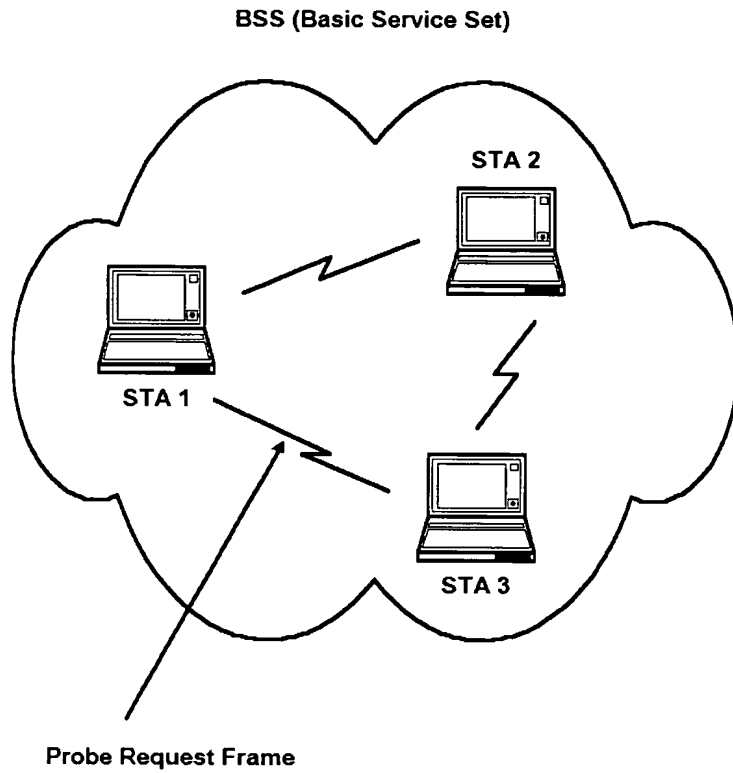 BSS (Basic Service Set)
STA 2
STA 1
STA 3
Probe Request Frame